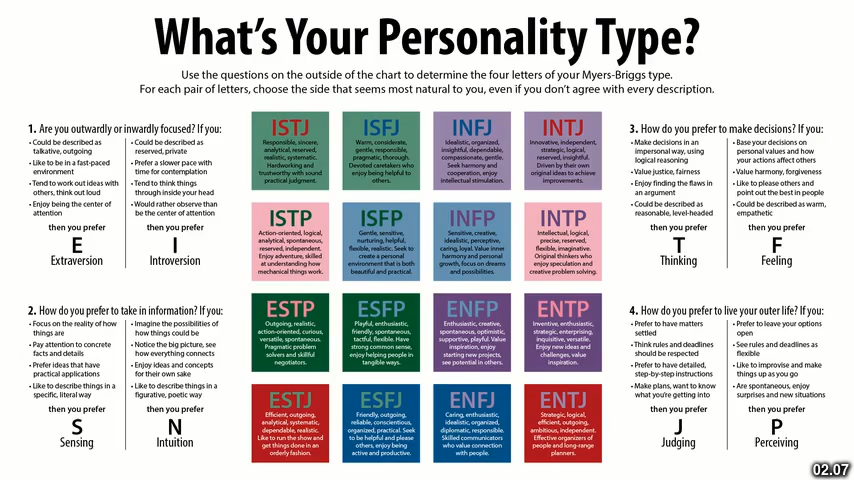 What's Your Personality Type?
Use the questions on the outside of the chart to determine the four letters of your Myers-Briggs type.
For each pair of letters, choose the side that seems most natural to you, even if you don't agree with every description.
1. Are you outwardly or inwardly focused? If you:
• Could be described as
talkative, outgoing
• Like to be in a fast-paced
environment
• Tend to work out ideas with
others, think out loud
• Enjoy being the center of
attention
then you prefer
E
Extraversion
• Could be described as
reserved, private
• Prefer a slower pace with
time for contemplation
• Tend to think things
through inside your head
• Would rather observe than
be the center of attention
then you prefer
I
Introversion
2. How do you prefer to take in information? If you:
• Focus on the reality of how
things are
• Pay attention to concrete
facts and details
• Prefer ideas that have
practical applications
• Like to describe things in a
specific, literal way
then you prefer
S
Sensing
• Imagine the possibilities of
how things could be
• Notice the big picture, see
how everything connects
• Enjoy ideas and concepts
for their own sake
• Like to describe things in a
figurative, poetic way
then you prefer
N
Intuition
ISTJ
Responsible, sincere,
analytical, reserved,
realistic, systematic.
Hardworking and
trustworthy with sound
practical judgment.
ISFJ
Warm, considerate,
gentle, responsible,
pragmatic, thorough.
Devoted caretakers who
enjoy being helpful to
others.
INFJ
Idealistic, organized,
insightful, dependable,
compassionate, gentle.
Seek harmony and
cooperation, enjoy
intellectual stimulation.
INTJ
Innovative, independent,
strategic, logical,
reserved, insightful.
Driven by their own
original ideas to achieve
improvements.
ISTP
Action-oriented, logical,
analytical, spontaneous,
reserved, independent.
Enjoy adventure, skilled
at understanding how
mechanical things work.
ISFP
Gentle, sensitive,
nurturing, helpful,
flexible, realistic. Seek to
create a personal
environment that is both
beautiful and practical.
INFP
Sensitive, creative,
idealistic, perceptive,
caring, loyal. Value inner
harmony and personal
growth, focus on dreams
and possibilities.
INTP
Intellectual, logical,
precise, reserved,
flexible, imaginative.
Original thinkers who
enjoy speculation and
creative problem solving.
ESTP
Outgoing, realistic,
action-oriented, curious,
versatile, spontaneous.
Pragmatic problem
solvers and skillful
negotiators.
ESFP
Playful, enthusiastic,
friendly, spontaneous,
tactful, flexible. Have
strong common sense,
enjoy helping people in
tangible ways.
ENFP
Enthusiastic, creative,
spontaneous, optimistic,
supportive, playful. Value
inspiration, enjoy
starting new projects,
see potential in others.
ENTP
Inventive, enthusiastic,
strategic, enterprising,
inquisitive, versatile.
Enjoy new ideas and
challenges, value
inspiration.
ESTJ
Efficient, outgoing,
analytical, systematic,
dependable, realistic.
Like to run the show and
get things done in an
orderly fashion.
ESFJ
Friendly, outgoing,
reliable, conscientious,
organized, practical. Seek
to be helpful and please
others, enjoy being
active and productive.
ENFJ
Caring, enthusiastic,
idealistic, organized,
diplomatic, responsible.
Skilled communicators
who value connection
with people.
ENTJ
Strategic, logical,
efficient, outgoing,
ambitious, independent.
Effective organizers of
people and long-range
planners.
3. How do you prefer to make decisions? If you:
• Make decisions in an
impersonal way, using
logical reasoning
• Value justice, fairness
• Enjoy finding the flaws in
an argument
• Could be described as
reasonable, level-headed
then you prefer
T
Thinking
• Base your decisions on
personal values and how
your actions affect others
• Value harmony, forgiveness
• Like to please others and
point out the best in people
• Could be described as warm,
empathetic
then you prefer
F
Feeling
4. How do you prefer to live your outer life? If you:
• Prefer to have matters
settled
• Think rules and deadlines
should be respected
• Prefer to have detailed,
step-by-step instructions
• Make plans, want to know
what you're getting into
then you prefer
J
Judging
• Prefer to leave your options
open
• See rules and deadlines as
flexible
• Like to improvise and make
things up as you go
• Are spontaneous, enjoy
surprises and new situations
then you prefer
P
Perceiving
02.07